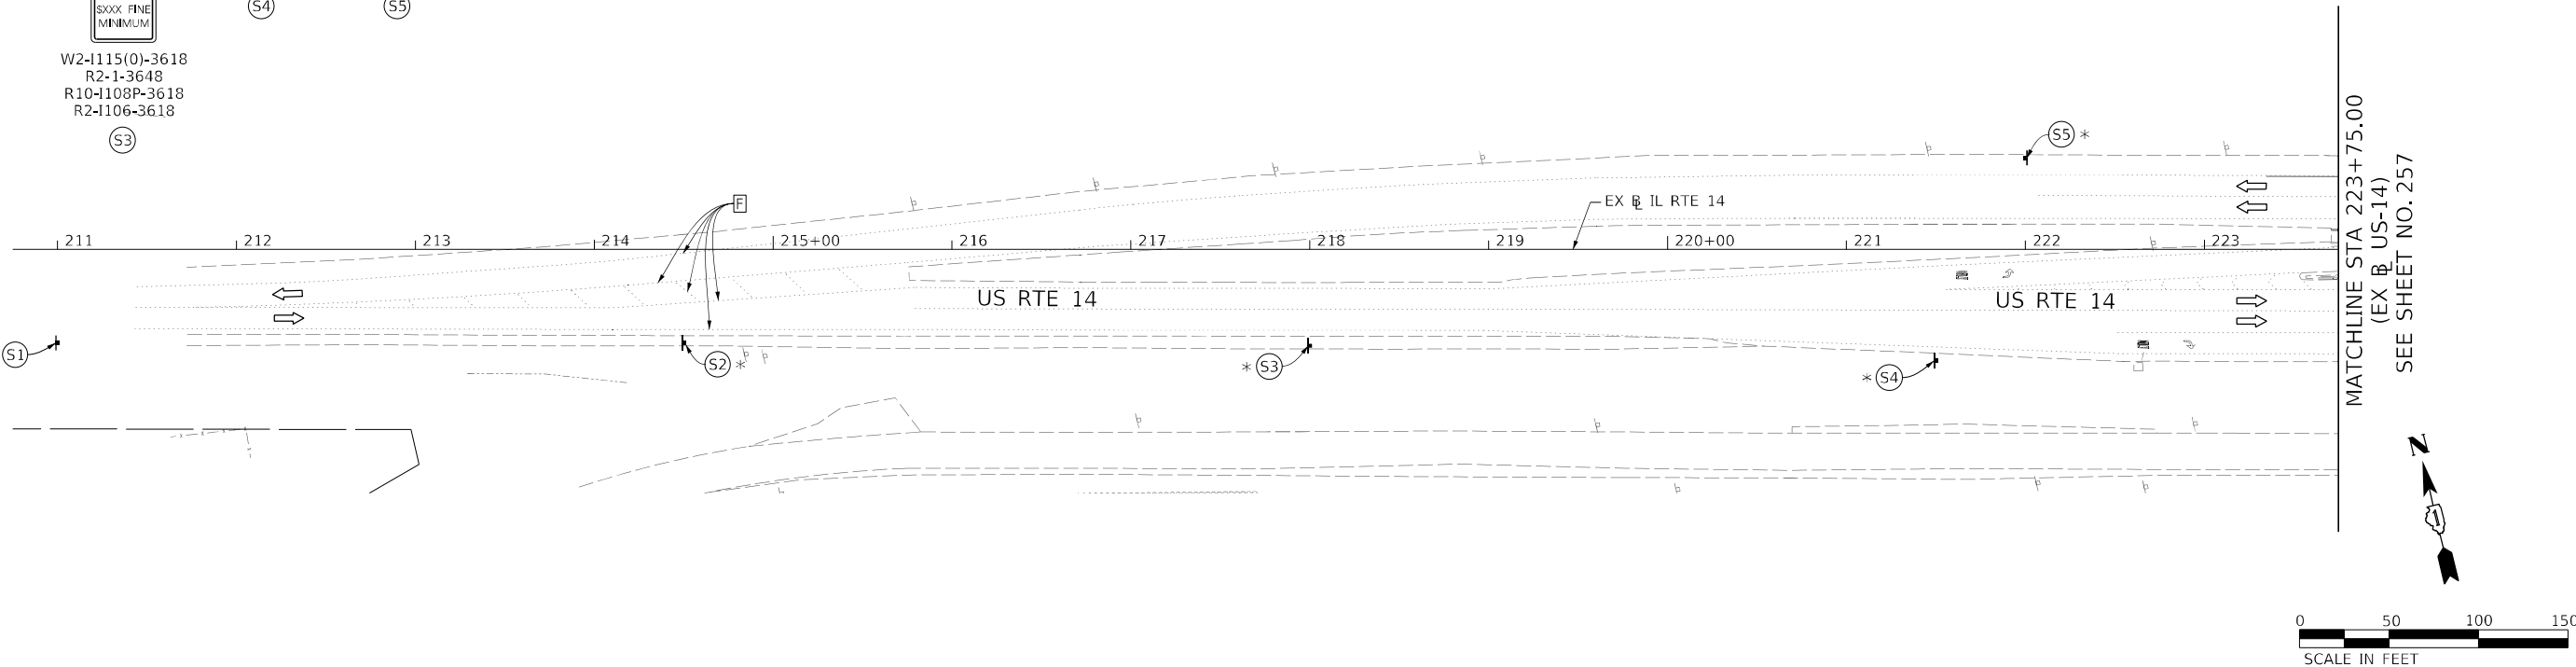 $XXX FINE
MINIMUM
S4
S5
W2-I115(0)-3618
R2-1-3648
R10-I108P-3618
R2-I106-3618
S3
S5 *
F
EX BL IL RTE 14
211 212 213 214 215+00 216 217 218 219 220+00 221 222 223
US RTE 14
US RTE 14
S1
S2 *
* S3
* S4
MATCHLINE STA 223+75.00
(EX BL US-14)
SEE SHEET NO. 257
N
0 50 100 150
SCALE IN FEET